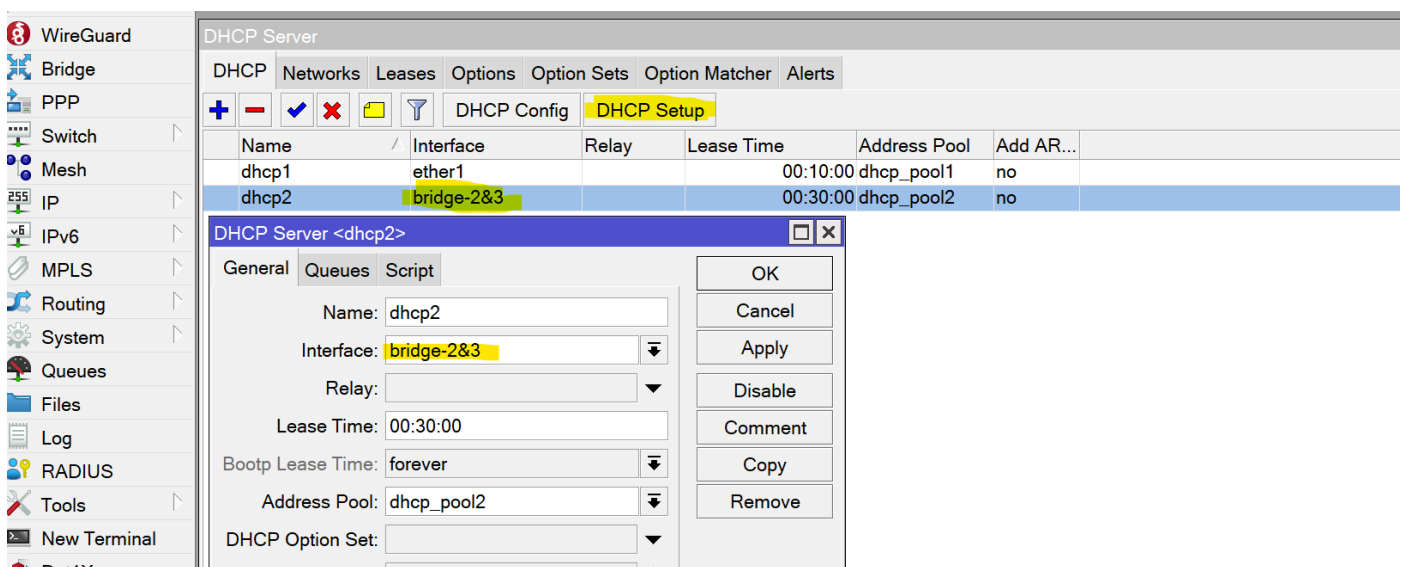 WireGuard
Bridge
PPP
Switch
Mesh
255
IP
v6
IPv6
MPLS
Routing
System
Queues
Files
Log
RADIUS
Tools
New Terminal
DHCP Server
DHCP Networks Leases Options Option Sets Option Matcher Alerts
DHCP Config DHCP Setup
Name Interface Relay Lease Time Address Pool Add AR...
dhcp1 ether1 00:10:00 dhcp_pool1 no
dhcp2 bridge-2&3 00:30:00 dhcp_pool2 no
DHCP Server <dhcp2>
General Queues Script
Name: dhcp2
Interface: bridge-2&3
Relay:
Lease Time: 00:30:00
Bootp Lease Time: forever
Address Pool: dhcp_pool2
DHCP Option Set:
OK
Cancel
Apply
Disable
Comment
Copy
Remove